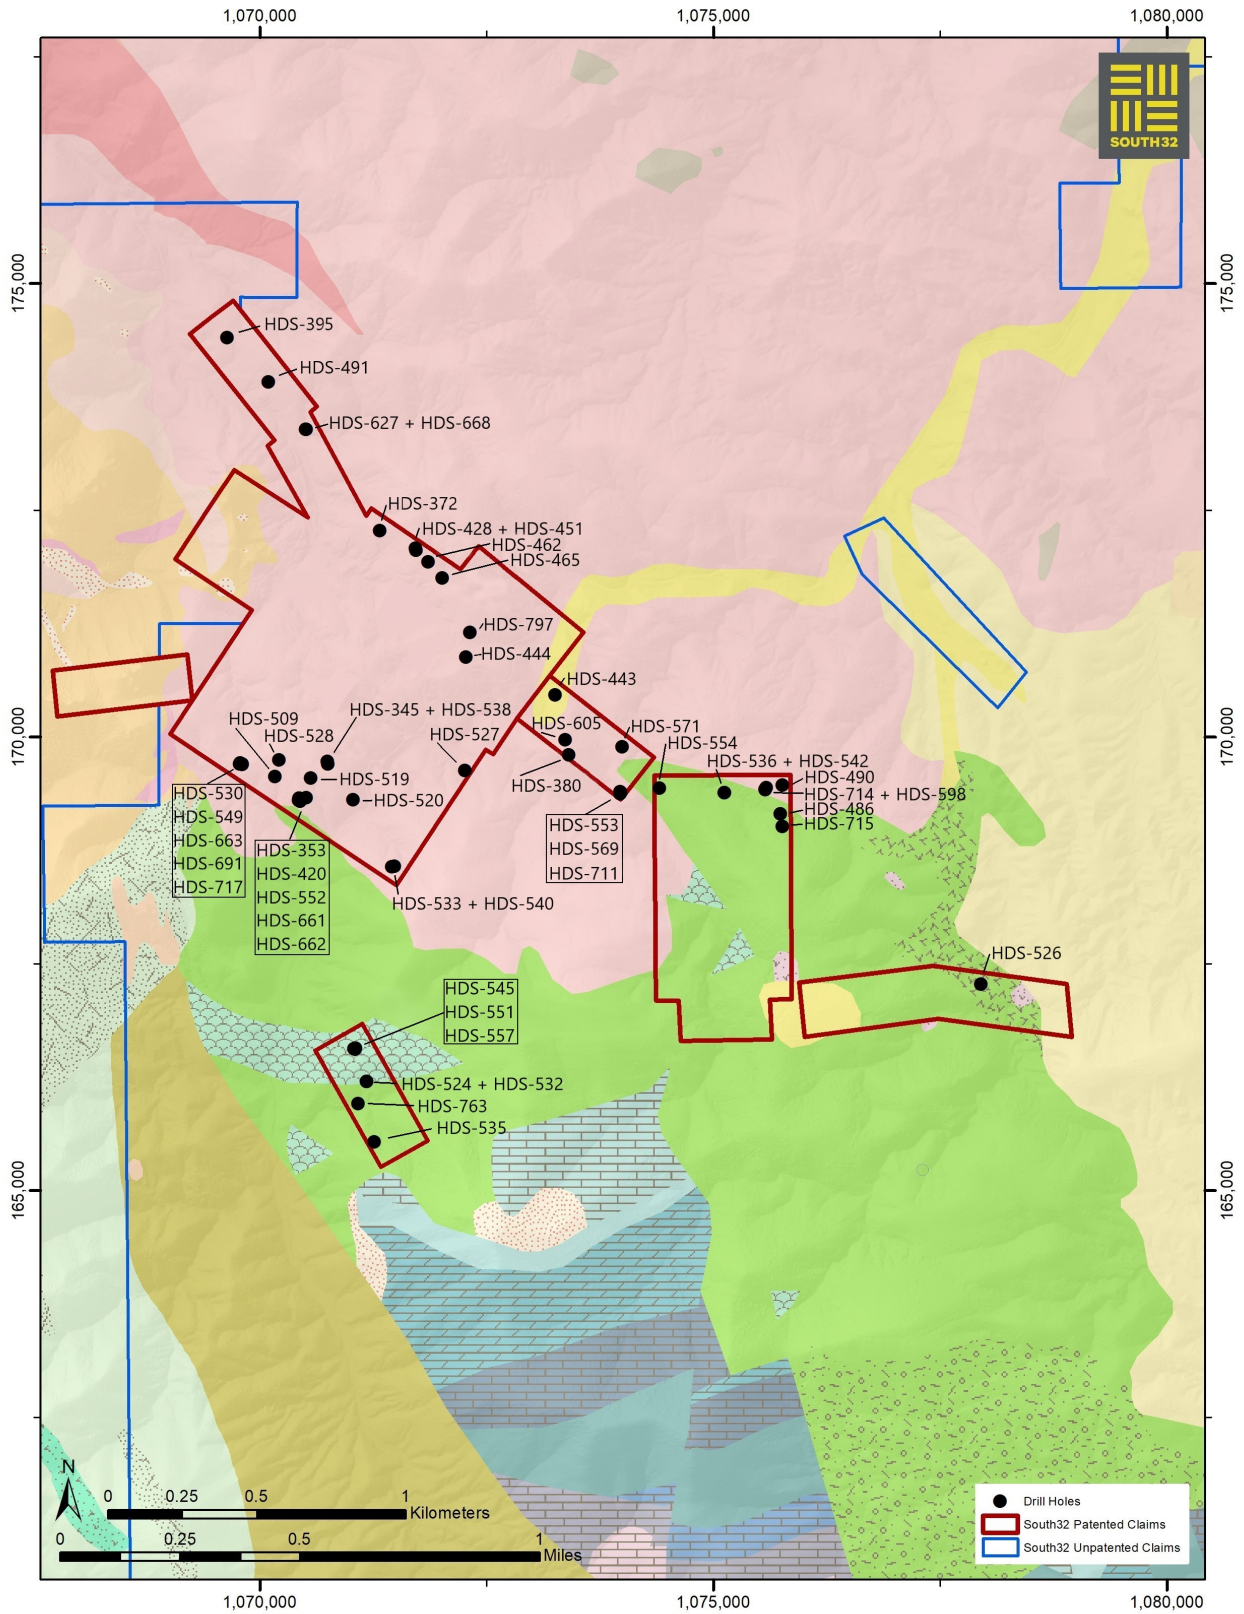 1,070,000
1,075,000
1,080,000
SOUTH32
175,000
175,000
HDS-395
HDS-491
HDS-627 + HDS-668
HDS-372
HDS-428 + HDS-451
HDS-462
HDS-465
HDS-797
HDS-444
HDS-443
170,000
170,000
HDS-509
HDS-528
HDS-345 + HDS-538
HDS-527
HDS-605
HDS-571
HDS-554
HDS-536 + HDS-542
HDS-490
HDS-714 + HDS-598
HDS-486
HDS-715
HDS-380
HDS-519
HDS-520
HDS-530
HDS-549
HDS-663
HDS-691
HDS-717
HDS-353
HDS-420
HDS-552
HDS-661
HDS-662
HDS-553
HDS-569
HDS-711
HDS-533 + HDS-540
HDS-526
HDS-545
HDS-551
HDS-557
HDS-524 + HDS-532
HDS-763
HDS-535
165,000
165,000
N
0 0.25 0.5 1
Kilometers
0 0.25 0.5 1
Miles
Drill Holes
South32 Patented Claims
South32 Unpatented Claims
1,070,000
1,075,000
1,080,000